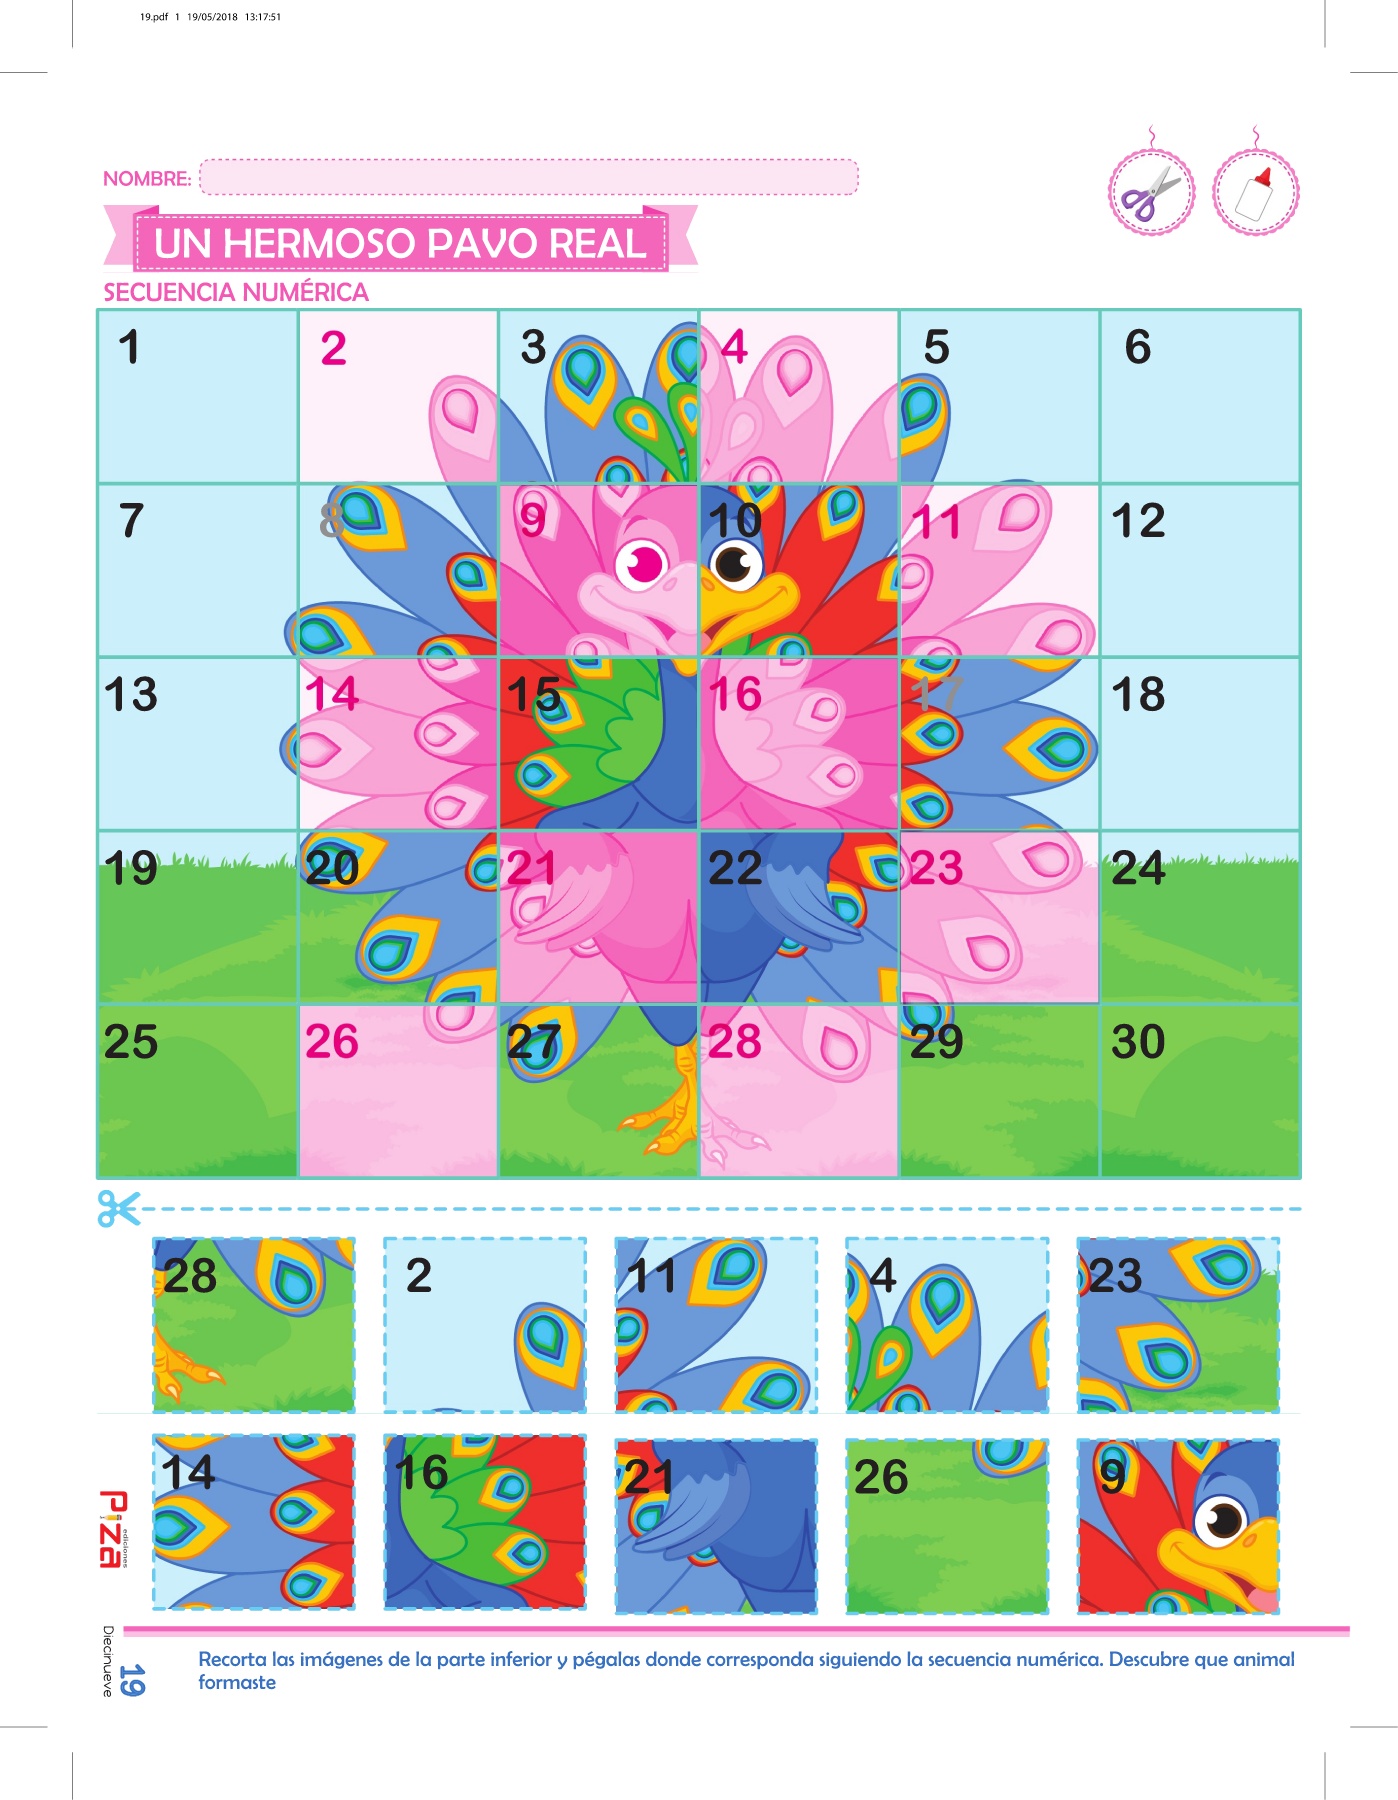 19.pdf 1 19/05/2018 13:17:51
NOMBRE:
UN HERMOSO PAVO REAL
SECUENCIA NUMÉRICA
1 2 3 4 5 6
7 8 9 10 11 12
13 14 15 16 17 18
19 20 21 22 23 24
25 26 27 28 29 30
28 2 11 4 23
14 16 21 26 9
Piza
ediciones
Diecinueve
19
Recorta las imágenes de la parte inferior y pégalas donde corresponda siguiendo la secuencia numérica. Descubre que animal
formaste